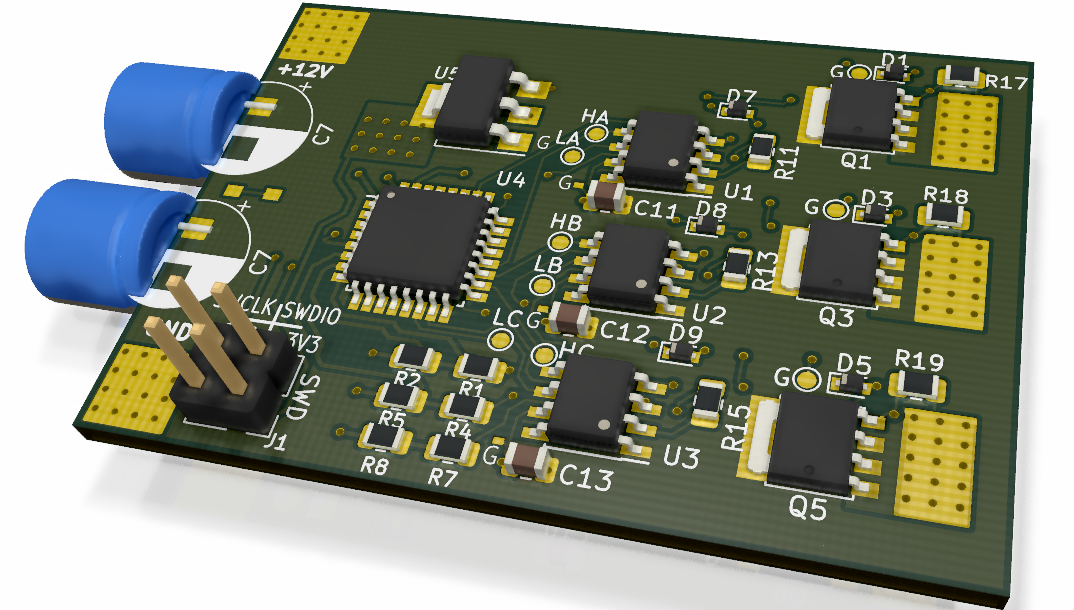 +12V
U5
C7
G
D1
R17
D7
HA
LA
G
Q1
R11
U4
G
C11
U1
D8
G
D3
R18
HB
LB
C7
R13
U2
Q3
SWDIO
LC
G
C12
D9
3V3
G
D5
R19
SWD
J1
R2
R1
R5
R4
R8
R7
G
C13
U3
R15
Q5